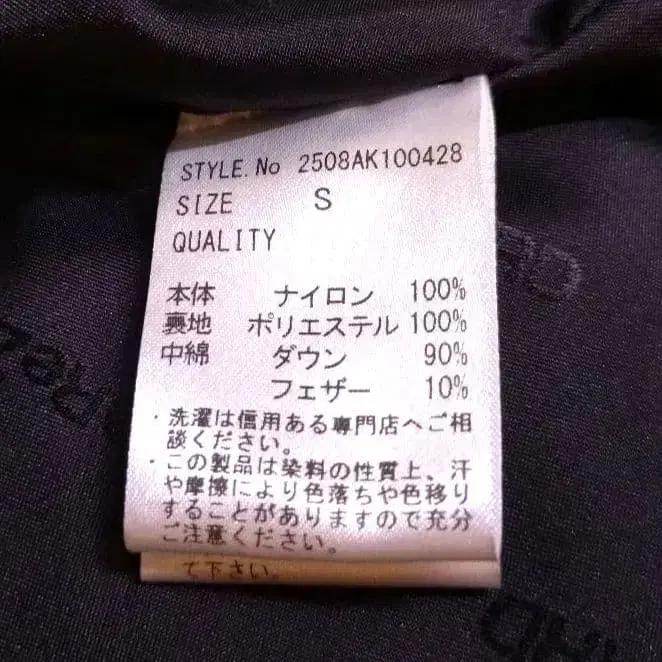 STYLE.No 2508AK100428
SIZE S
QUALITY
本体 ナイロン 100%
裏地 ポリエステル 100%
中綿 ダウン 90%
フェザー 10%
・洗濯は信用ある専門店へご相
談ください。
・この製品は染料の性質上、汗
や摩擦により色落ちや色移り
することがありますので充分
ご注意ください。
て下さい。